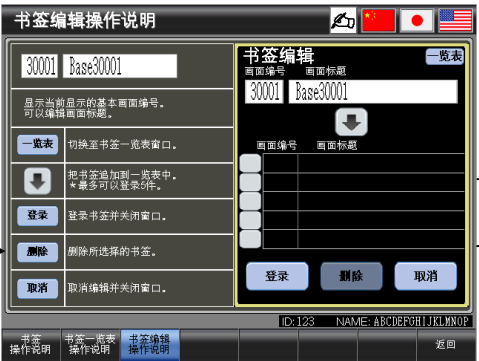 书签编辑操作说明
30001 Base30001
显示当前显示的基本画面编号。
可以编辑画面标题。
一览表 切换至书签一览表窗口。
把书签追加到一览表中。
*最多可以登录5件。
登录 登录书签并关闭窗口。
删除 删除所选择的书签。
取消 取消编辑并关闭窗口。
书签编辑 一览表
画面编号 画面标题
30001 Base30001
画面编号 画面标题
登录 删除 取消
ID:123 NAME: ABCDEFGHIJKLMNOP
书签
操作说明
书签一览表
操作说明
书签编辑
操作说明
返回